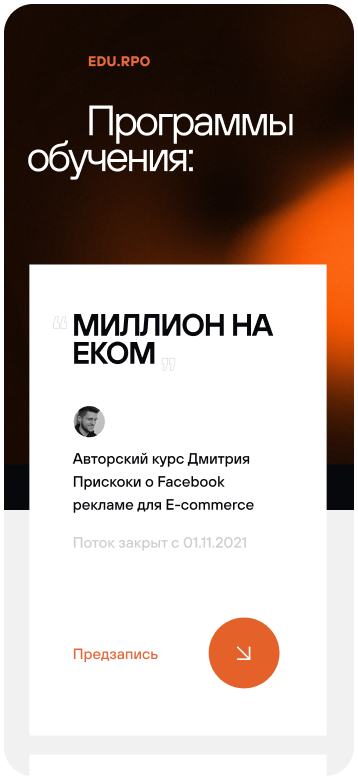 EDU.RPO
Программы
обучения:
“МИЛЛИОН НА
ЕКОМ”
Авторский курс Дмитрия
Прискоки о Facebook
рекламе для E-commerce
Поток закрыт с 01.11.2021
Предзапись